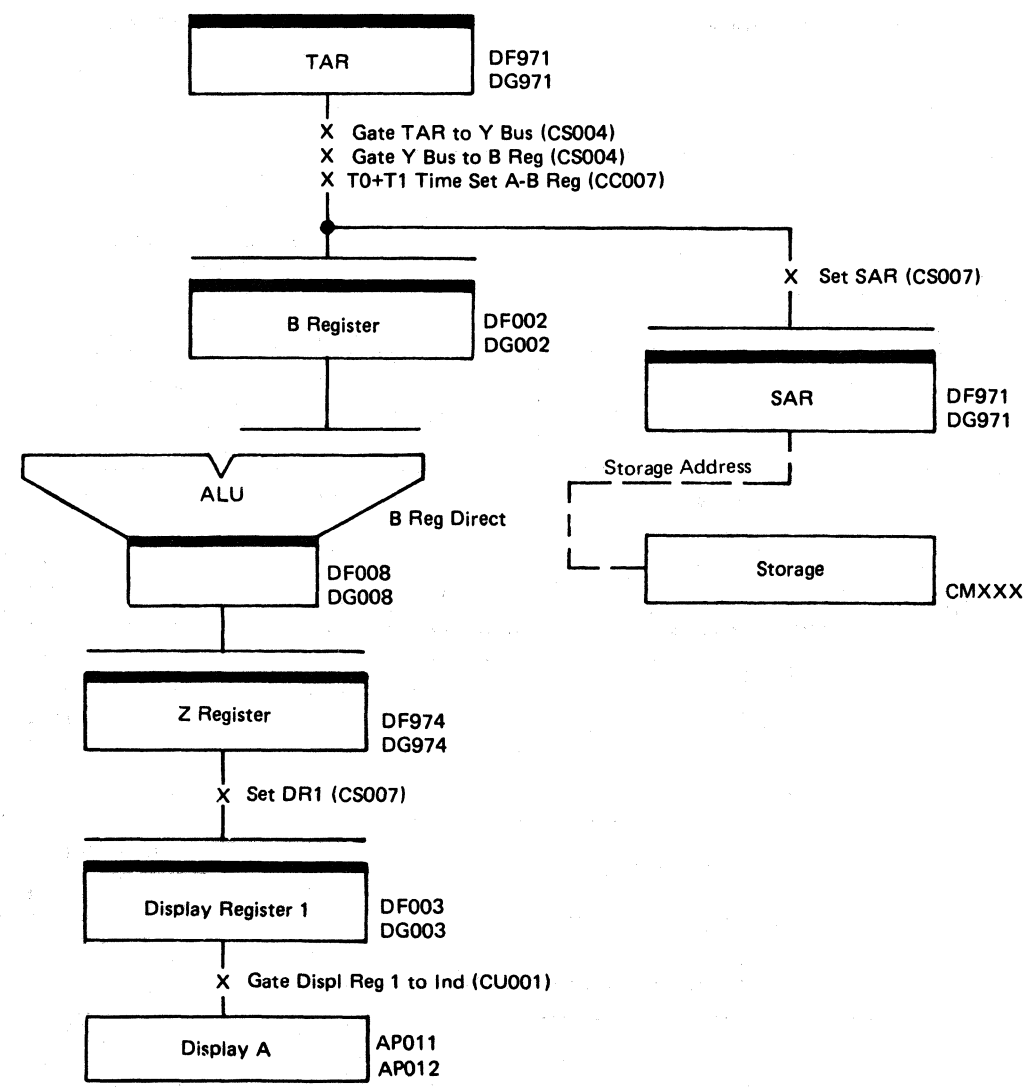 TAR
DF971
DG971
X Gate TAR to Y Bus (CS004)
X Gate Y Bus to B Reg (CS004)
X T0+T1 Time Set A-B Reg (CC007)
X Set SAR (CS007)
B Register
DF002
DG002
SAR
DF971
DG971
Storage Address
ALU
B Reg Direct
DF008
DG008
Storage
CMXXX
Z Register
DF974
DG974
X Set DR1 (CS007)
Display Register 1
DF003
DG003
X Gate Displ Reg 1 to Ind (CU001)
Display A
AP011
AP012